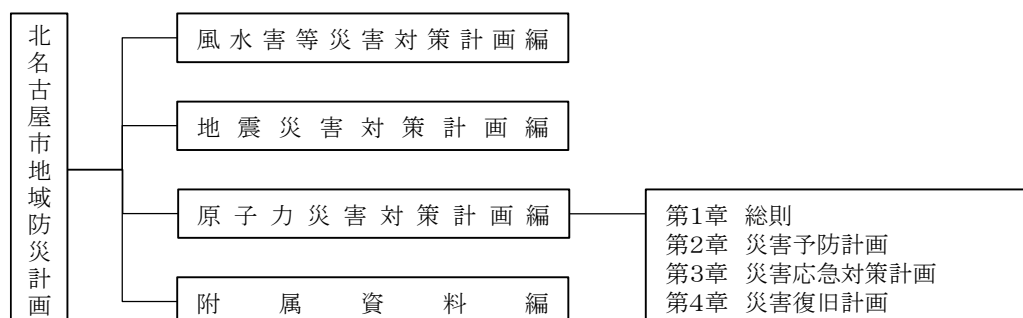 北名古屋市地域防災計画
風水害等災害対策計画編
地震災害対策計画編
原子力災害対策計画編
第1章 総則
第2章 災害予防計画
第3章 災害応急対策計画
第4章 災害復旧計画
附属資料編